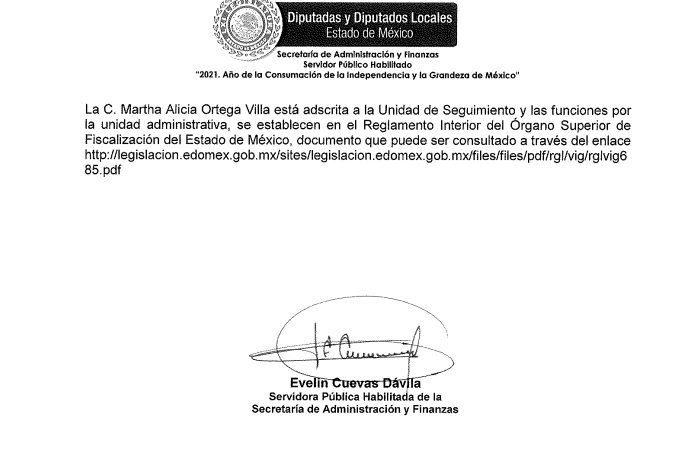 Diputadas y Diputados Locales
Estado de México
Secretaría de Administración y Finanzas
Servidor Público Habilitado
"2021. Año de la Consumación de la Independencia y la Grandeza de México"
La C. Martha Alicia Ortega Villa está adscrita a la Unidad de Seguimiento y las funciones por
la unidad administrativa, se establecen en el Reglamento Interior del Órgano Superior de
Fiscalización del Estado de México, documento que puede ser consultado a través del enlace
http://legislacion.edomex.gob.mx/sites/legislacion.edomex.gob.mx/files/files/pdf/rgl/vig/rglvig6
85.pdf
Evelin Cuevas Dávila
Servidora Pública Habilitada de la
Secretaría de Administración y Finanzas